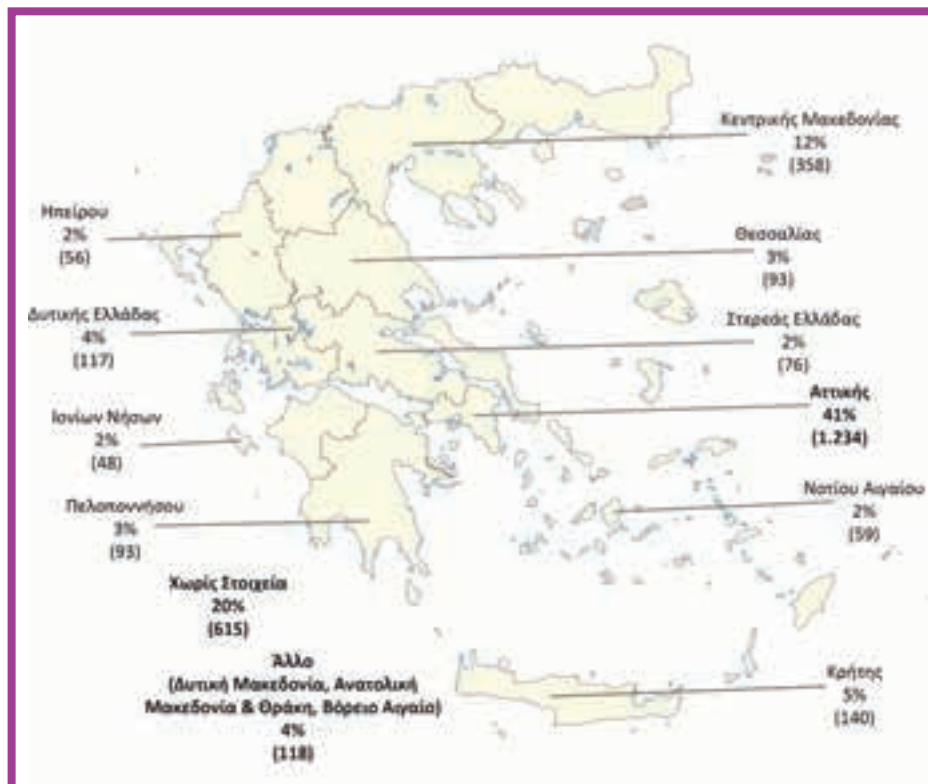 Κεντρικής Μακεδονίας
12%
(358)
Ηπείρου
2%
(56)
Θεσσαλίας
3%
(93)
Δυτικής Ελλάδας
4%
(117)
Στερεάς Ελλάδας
2%
(76)
Αττικής
41%
(1.234)
Ιονίων Νήσων
2%
(48)
Νοτίου Αιγαίου
2%
(59)
Πελοποννήσου
3%
(93)
Χωρίς Στοιχεία
20%
(615)
Άλλο
(Δυτική Μακεδονία, Ανατολική
Μακεδονία & Θράκη, Βόρειο Αιγαίο)
4%
(118)
Κρήτης
5%
(140)